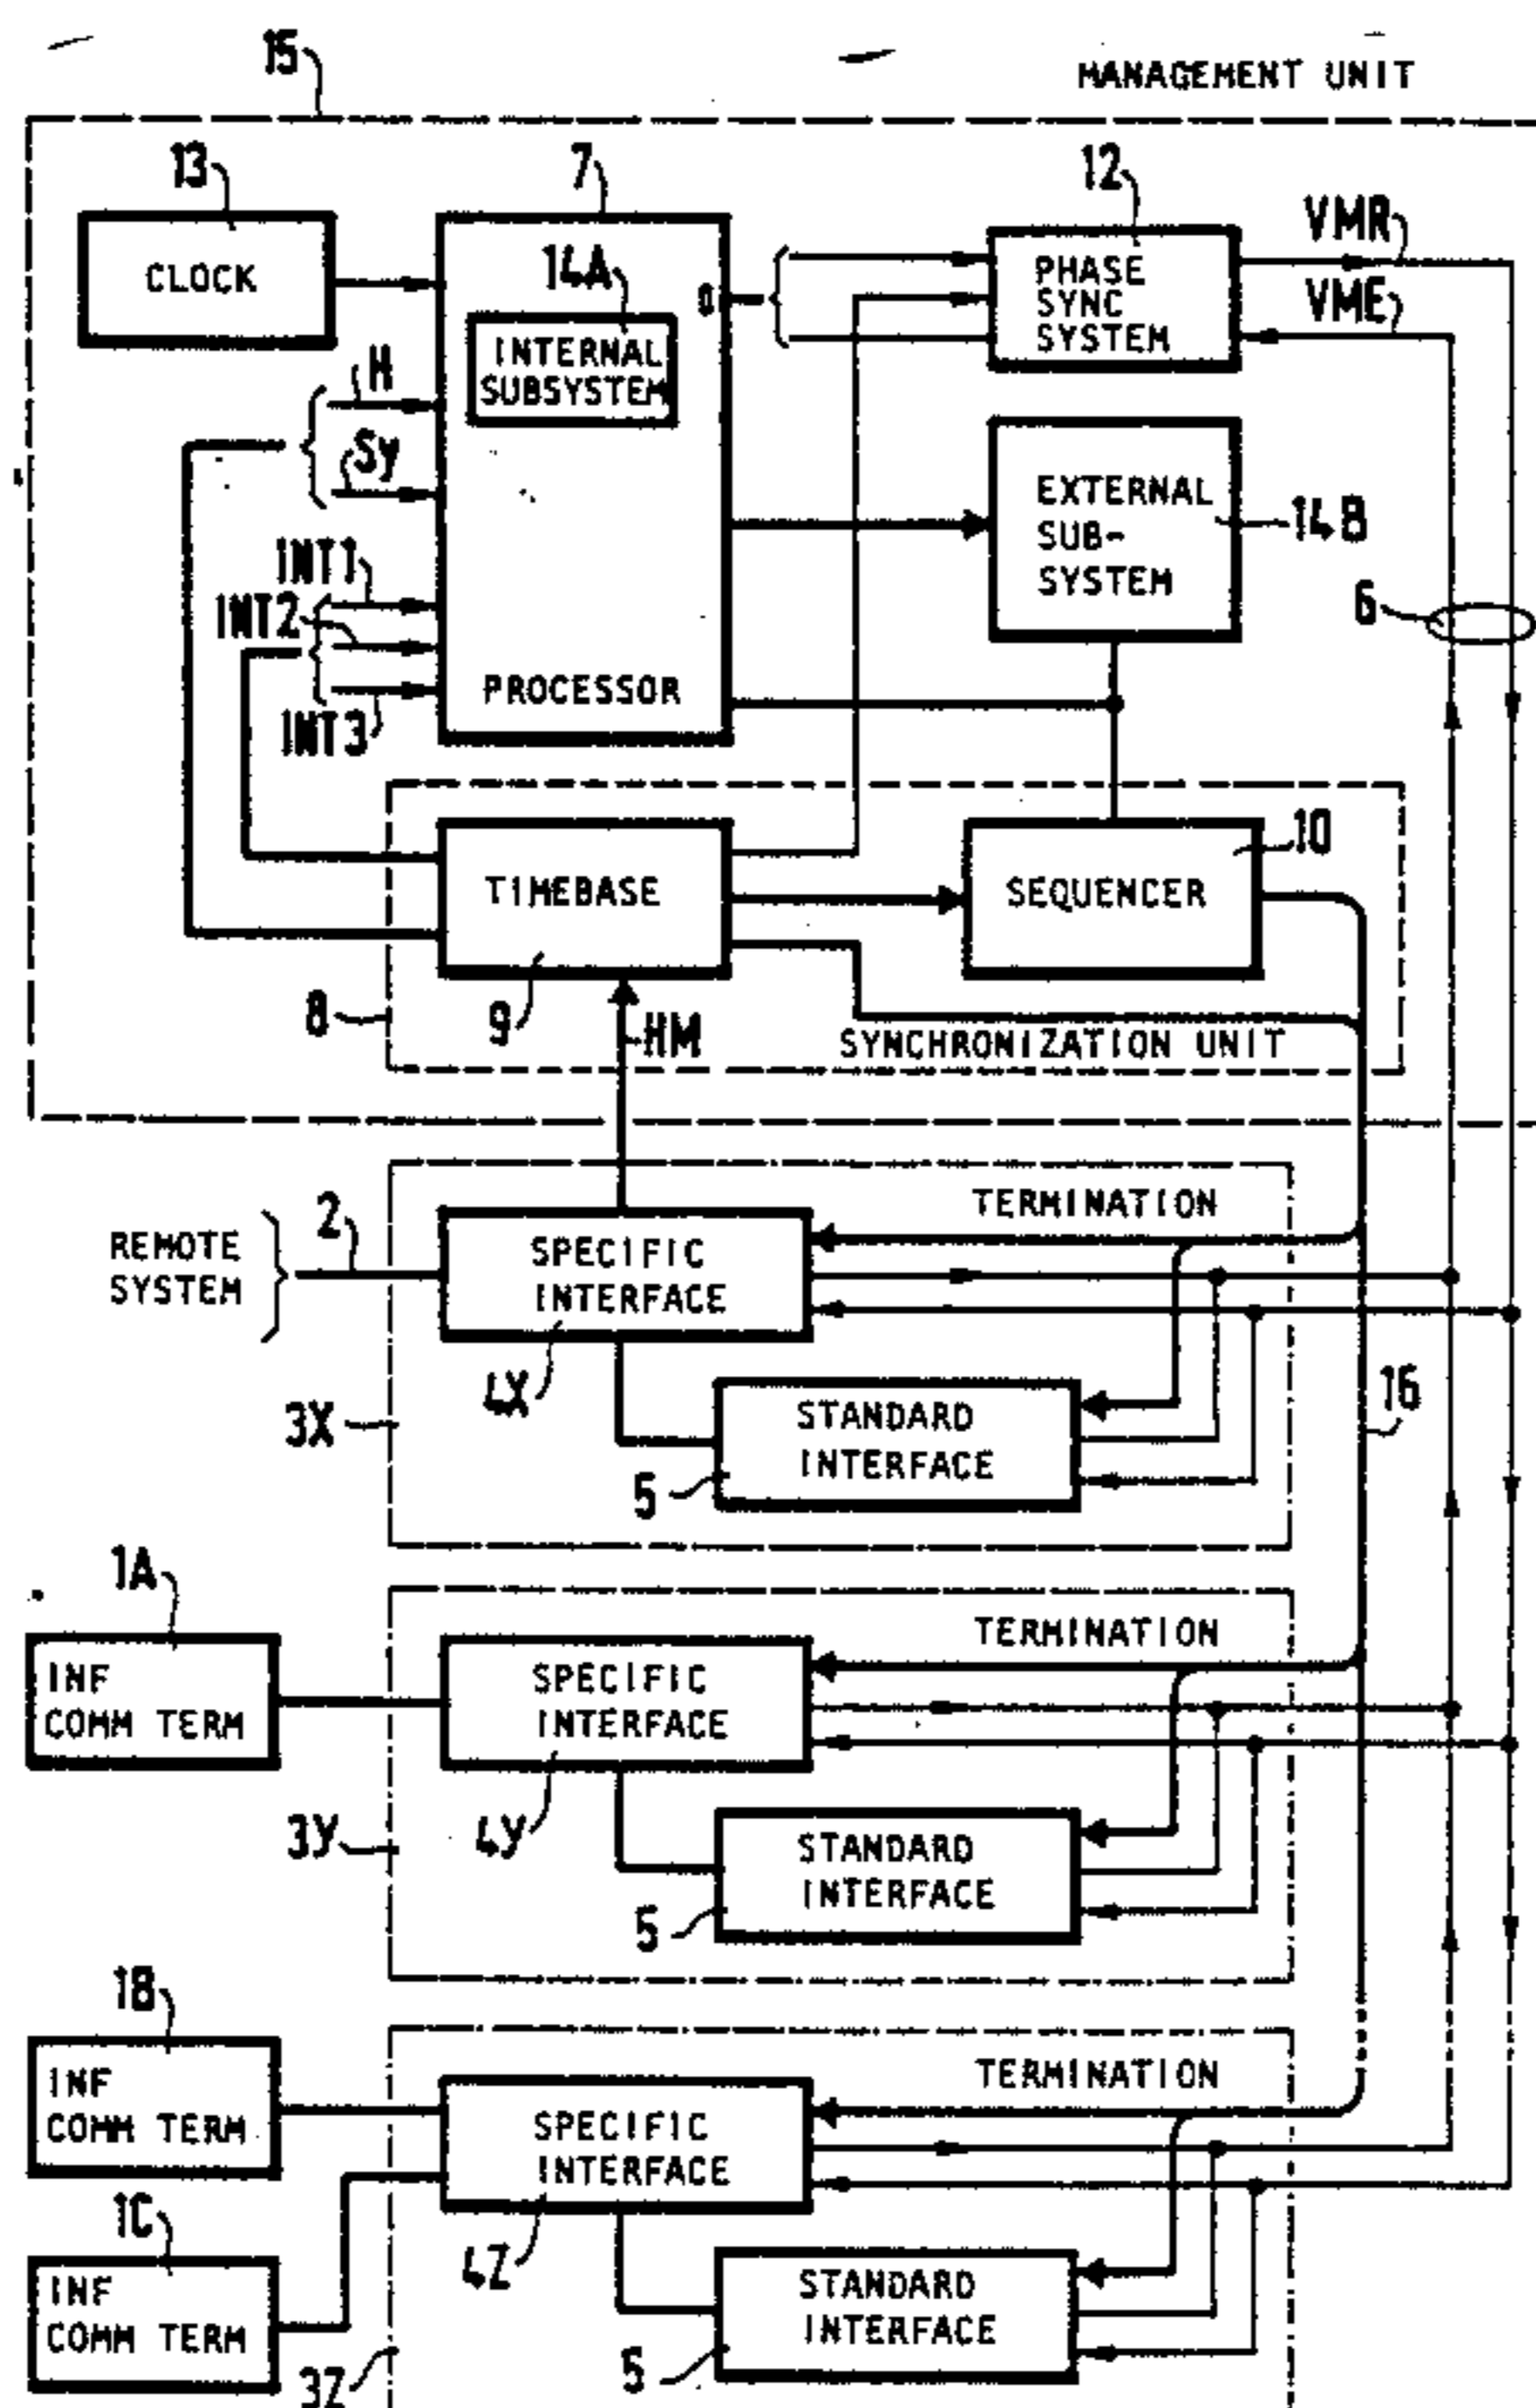 15
MANAGEMENT UNIT
13
7
12
VMR
CLOCK
14A
INTERNAL
SUBSYSTEM
PHASE
SYNC
SYSTEM
VME
H
Sy
EXTERNAL
SUB-
SYSTEM
14B
INT1
INT2
INT3
6
PROCESSOR
TIMEBASE
SEQUENCER
10
8
9
HM
SYNCHRONIZATION UNIT
TERMINATION
REMOTE
SYSTEM
2
SPECIFIC
INTERFACE
4X
3X
STANDARD
INTERFACE
5
16
1A
TERMINATION
INF
COMM TERM
SPECIFIC
INTERFACE
4Y
3Y
STANDARD
INTERFACE
5
1B
TERMINATION
INF
COMM TERM
SPECIFIC
INTERFACE
1C
4Z
INF
COMM TERM
STANDARD
INTERFACE
5
3Z